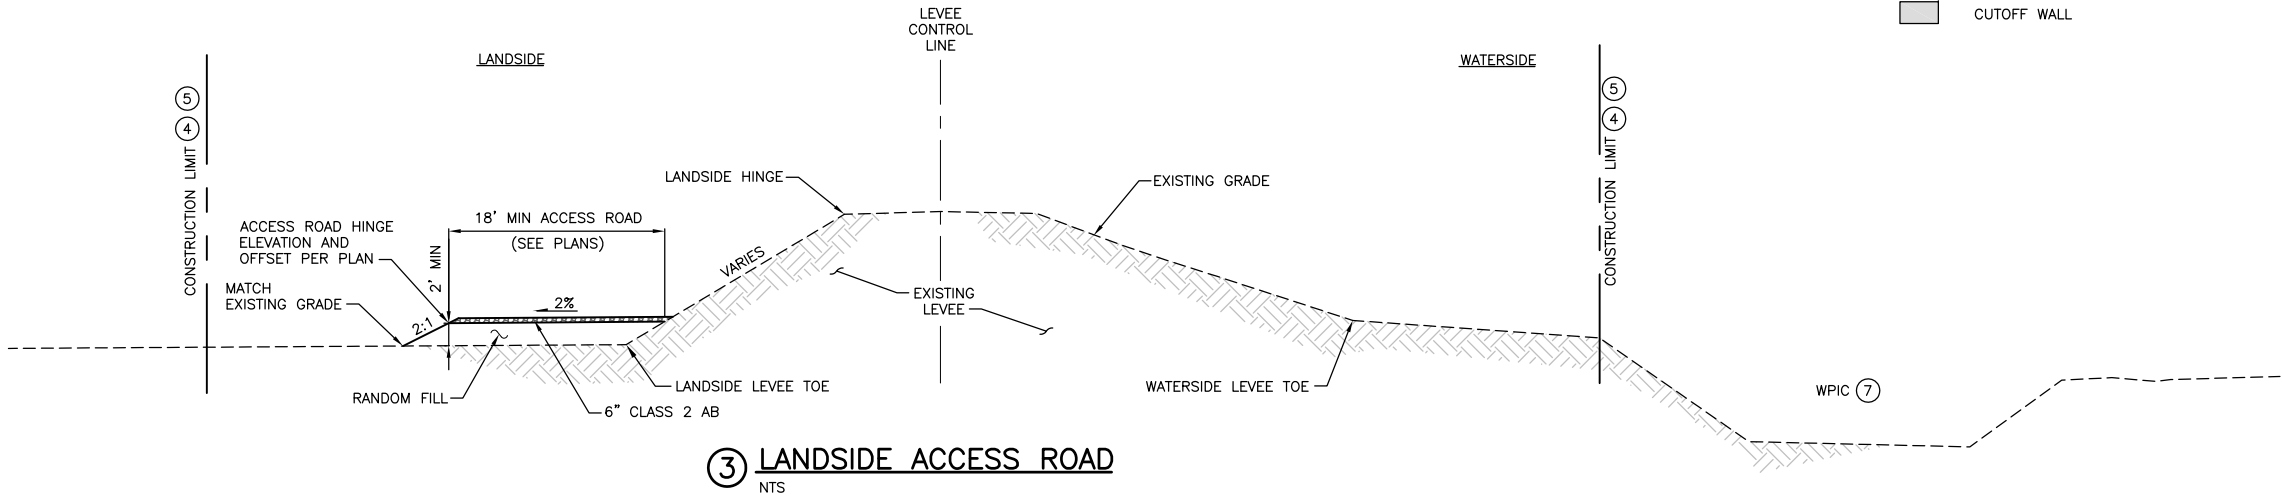 LEVEE
CONTROL
LINE
CUTOFF WALL
LANDSIDE
WATERSIDE
5
4
CONSTRUCTION LIMIT
5
4
CONSTRUCTION LIMIT
LANDSIDE HINGE
EXISTING GRADE
18' MIN ACCESS ROAD
(SEE PLANS)
ACCESS ROAD HINGE
ELEVATION AND
OFFSET PER PLAN
2' MIN
VARIES
MATCH
EXISTING GRADE
2%
2:1
EXISTING
LEVEE
LANDSIDE LEVEE TOE
WATERSIDE LEVEE TOE
WPIC 7
RANDOM FILL
6" CLASS 2 AB
3 LANDSIDE ACCESS ROAD
NTS